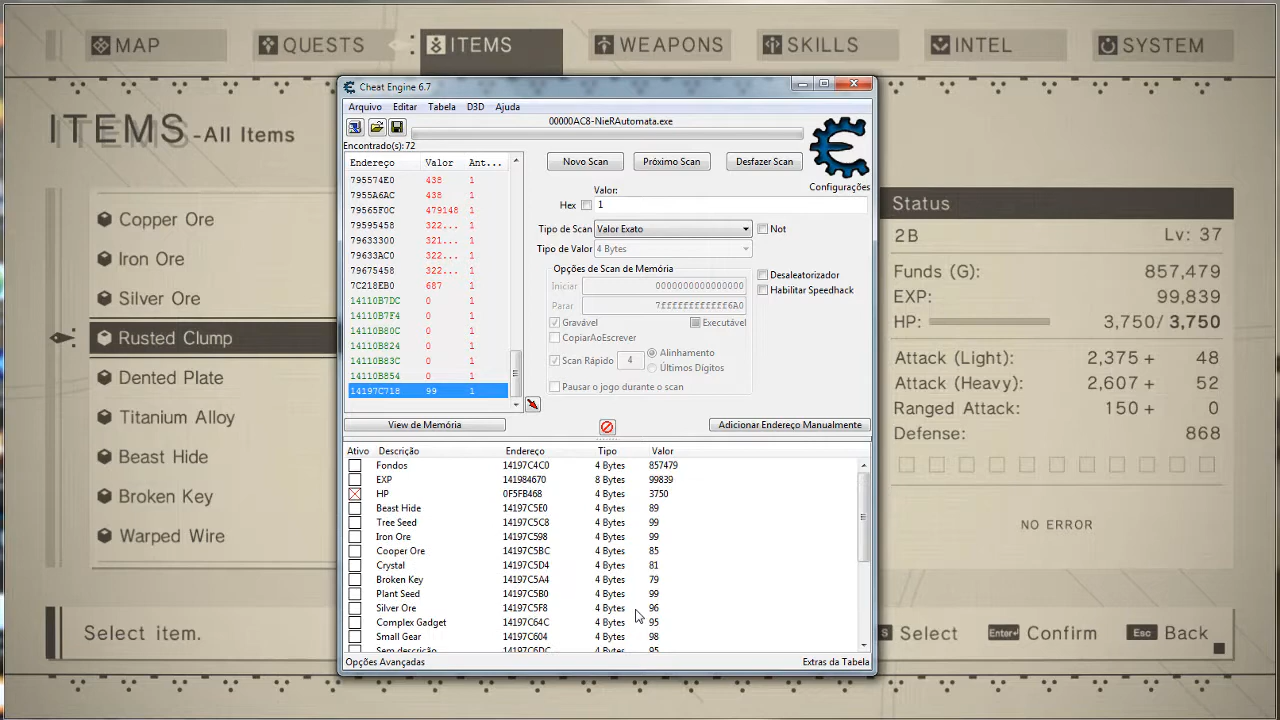 MAP
QUESTS
ITEMS
WEAPONS
SKILLS
INTEL
SYSTEM
ITEMS -All Items
Copper Ore
Iron Ore
Silver Ore
Rusted Clump
Dented Plate
Titanium Alloy
Beast Hide
Broken Key
Warped Wire
Select item.
Cheat Engine 6.7
Arquivo Editar Tabela D3D Ajuda
00000AC8-NieRAutomata.exe
Encontrado(s): 72
Endereço Valor Ant...
795574E0 438 1
7955A6AC 438 1
79565F0C 479148 1
79595458 322... 1
79633300 321... 1
79633AC0 322... 1
79675458 322... 1
7C218EB0 687 1
14110B7DC 0 1
14110B7F4 0 1
14110B80C 0 1
14110B824 0 1
14110B83C 0 1
14110B854 0 1
14197C718 99 1
Novo Scan Próximo Scan Desfazer Scan
Configurações
Valor:
Hex 1
Tipo de Scan Valor Exato Not
Tipo de Valor 4 Bytes
Opções de Scan de Memória
Iniciar 0000000000000000
Parar 7fffffffffffff6A0
Gravável Executável
CopiarAoEscrever
Scan Rápido 4 Alinhamento
Últimos Dígitos
Pausar o jogo durante o scan
Desaleatorizador
Habilitar Speedhack
View de Memória
Adicionar Endereço Manualmente
Ativo Descrição Endereço Tipo Valor
Fondos 14197C4C0 4 Bytes 857479
EXP 141984670 8 Bytes 99839
HP 0F5FB468 4 Bytes 3750
Beast Hide 14197C5E0 4 Bytes 89
Tree Seed 14197C5C8 4 Bytes 99
Iron Ore 14197C598 4 Bytes 99
Cooper Ore 14197C5BC 4 Bytes 85
Crystal 14197C5D4 4 Bytes 81
Broken Key 14197C5A4 4 Bytes 79
Plant Seed 14197C5B0 4 Bytes 99
Silver Ore 14197C5F8 4 Bytes 96
Complex Gadget 14197C64C 4 Bytes 95
Small Gear 14197C604 4 Bytes 98
Sem descrição 14197C6DC 4 Bytes 95
Opções Avançadas
Extras da Tabela
Status
2B Lv: 37
Funds (G): 857,479
EXP: 99,839
HP: 3,750/ 3,750
Attack (Light): 2,375 + 48
Attack (Heavy): 2,607 + 52
Ranged Attack: 150 + 0
Defense: 868
NO ERROR
S Select Enter Confirm Esc Back